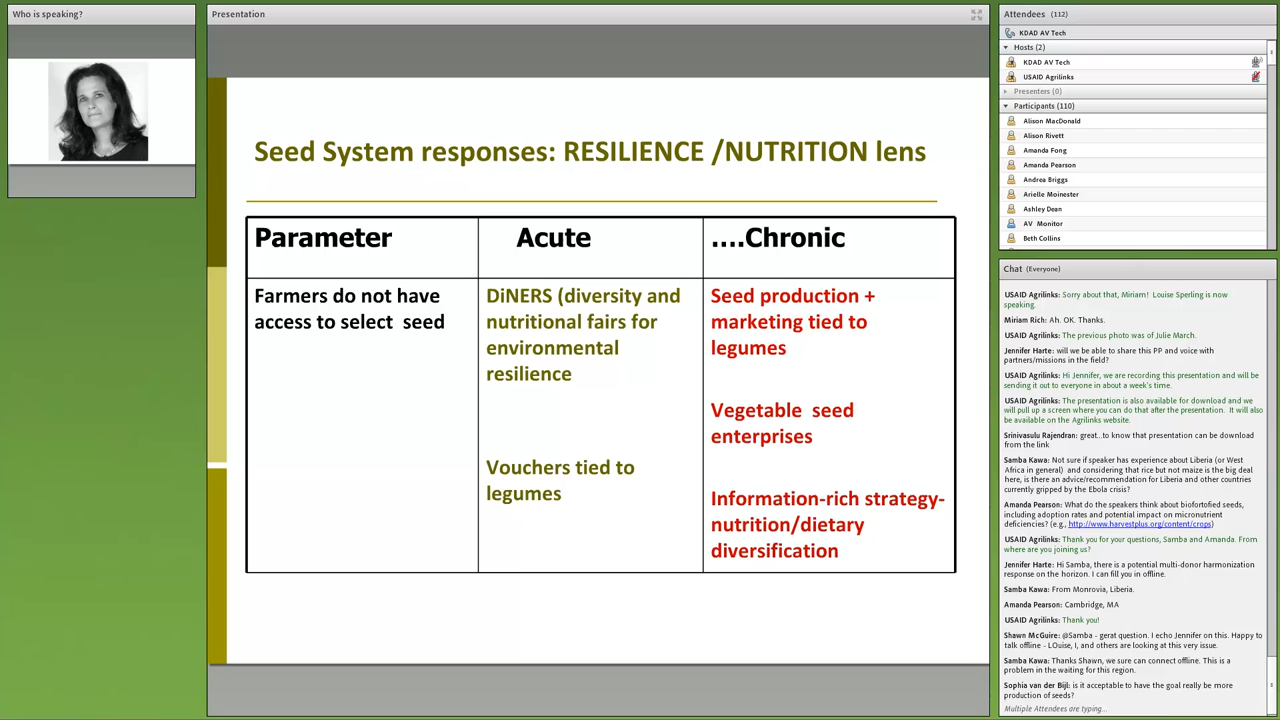 Who is speaking?
Presentation
Seed System responses: RESILIENCE /NUTRITION lens
Parameter
Acute
....Chronic
Farmers do not have
access to select seed
DiNERS (diversity and
nutritional fairs for
environmental
resilience
Vouchers tied to
legumes
Seed production +
marketing tied to
legumes
Vegetable seed
enterprises
Information-rich strategy-
nutrition/dietary
diversification
Attendees (112)
KDAD AV Tech
Hosts (2)
KDAD AV Tech
USAID Agrilinks
Presenters (0)
Participants (110)
Alison MacDonald
Alison Rivett
Amanda Fong
Amanda Pearson
Andrea Briggs
Arielle Moinester
Ashley Dean
AV Monitor
Beth Collins
Chat (Everyone)
USAID Agrilinks: Sorry about that, Miriam! Louise Sperling is now
speaking.
Miriam Rich: Ah. OK. Thanks.
USAID Agrilinks: The previous photo was of Julie March.
Jennifer Harte: will we be able to share this PP and voice with
partners/missions in the field?
USAID Agrilinks: Hi Jennifer, we are recording this presentation and will be
sending it out to everyone in about a week's time.
USAID Agrilinks: The presentation is also available for download and we
will pull up a screen where you can do that after the presentation. It will also
be available on the Agrilinks website.
Srinivasulu Rajendran: great...to know that presentation can be download
from the link
Samba Kawa: Not sure if speaker has experience about Liberia (or West
Africa in general) and considering that rice but not maize is the big deal
here, is there an advice/recommendation for Liberia and other countries
currently gripped by the Ebola crisis?
Amanda Pearson: What do the speakers think about biofortofied seeds,
including adoption rates and potential impact on micronutrient
deficiencies? (e.g., http://www.harvestplus.org/content/crops)
USAID Agrilinks: Thank you for your questions, Samba and Amanda. From
where are you joining us?
Jennifer Harte: Hi Samba, there is a potential multi-donor harmonization
response on the horizon. I can fill you in offline.
Samba Kawa: From Monrovia, Liberia.
Amanda Pearson: Cambridge, MA
USAID Agrilinks: Thank you!
Shawn McGuire: @Samba - gerat question. I echo Jennifer on this. Happy to
talk offline - LOuise, I, and others are looking at this very issue.
Samba Kawa: Thanks Shawn, we sure can connect offline. This is a
problem in the waiting for this region.
Sophia van der Bijl: is it acceptable to have the goal really be more
production of seeds?
Multiple Attendees are typing...